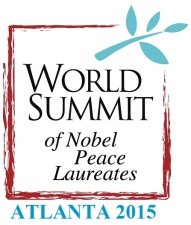 WORLD
SUMMIT
of Nobel
Peace
Laureates
ATLANTA 2015